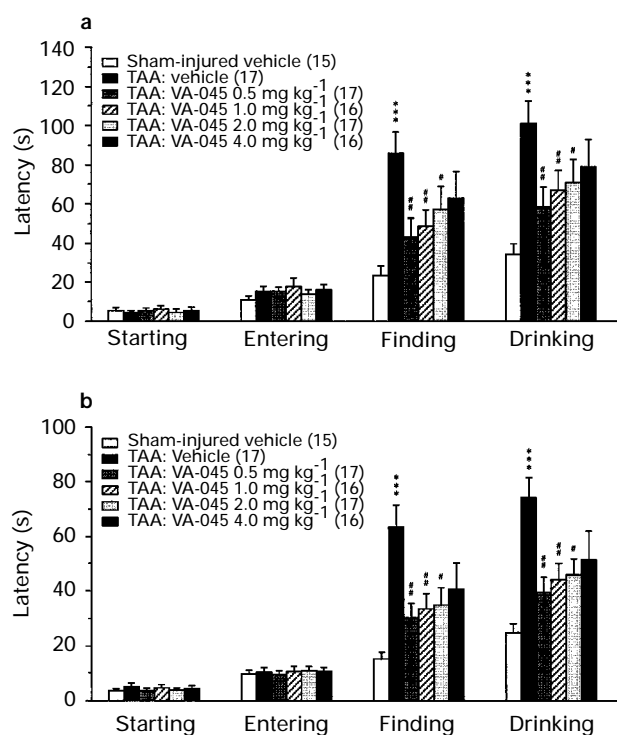 a
Sham-injured vehicle (15)
TAA: vehicle (17)
TAA: VA-045 0.5 mg kg-1 (17)
TAA: VA-045 1.0 mg kg-1 (16)
TAA: VA-045 2.0 mg kg-1 (17)
TAA: VA-045 4.0 mg kg-1 (16)
Latency (s)
140
120
100
80
60
40
20
0
***
##
##
#
***
##
##
#
Starting Entering Finding Drinking
b
Sham-injured vehicle (15)
TAA: Vehicle (17)
TAA: VA-045 0.5 mg kg-1 (17)
TAA: VA-045 1.0 mg kg-1 (16)
TAA: VA-045 2.0 mg kg-1 (17)
TAA: VA-045 4.0 mg kg-1 (16)
Latency (s)
100
80
60
40
20
0
***
##
##
#
***
##
##
#
Starting Entering Finding Drinking